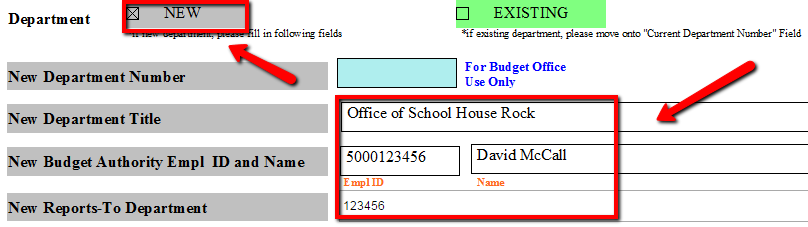 Department NEW EXISTING
*if new department, please fill in following fields *if existing department, please move onto "Current Department Number" Field
New Department Number For Budget Office
Use Only
New Department Title Office of School House Rock
New Budget Authority Empl ID and Name 5000123456 David McCall
Empl ID Name
New Reports-To Department 123456